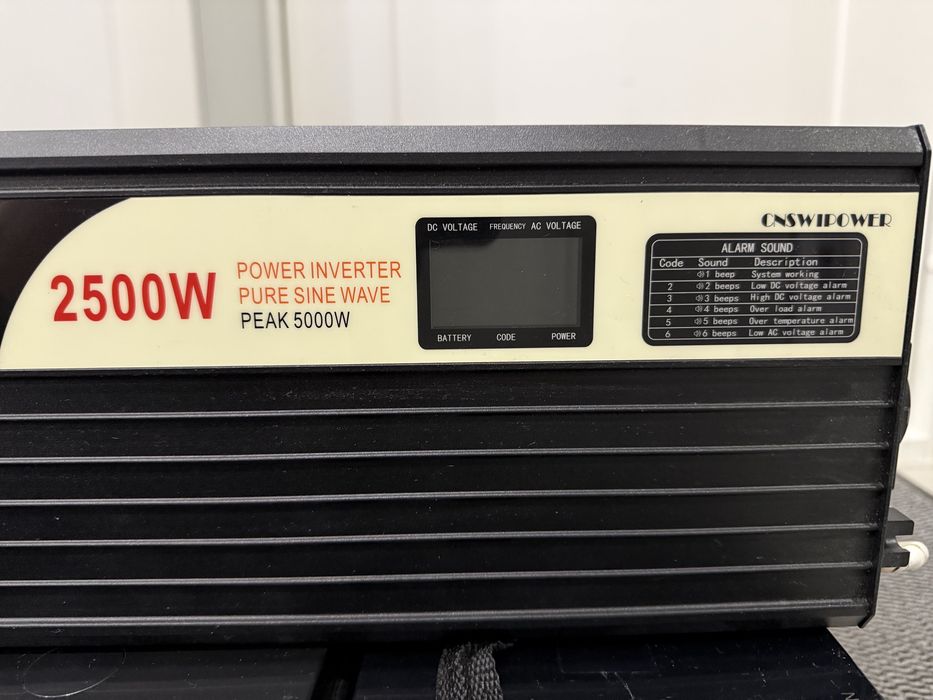 CNSWIPOWER
2500W
POWER INVERTER
PURE SINE WAVE
PEAK 5000W
DC VOLTAGE FREQUENCY AC VOLTAGE
BATTERY CODE POWER
ALARM SOUND
Code Sound Description
1 beep System working
2 2 beeps Low DC voltage alarm
3 3 beeps High DC voltage alarm
4 4 beeps Over load alarm
5 5 beeps Over temperature alarm
6 6 beeps Low AC voltage alarm